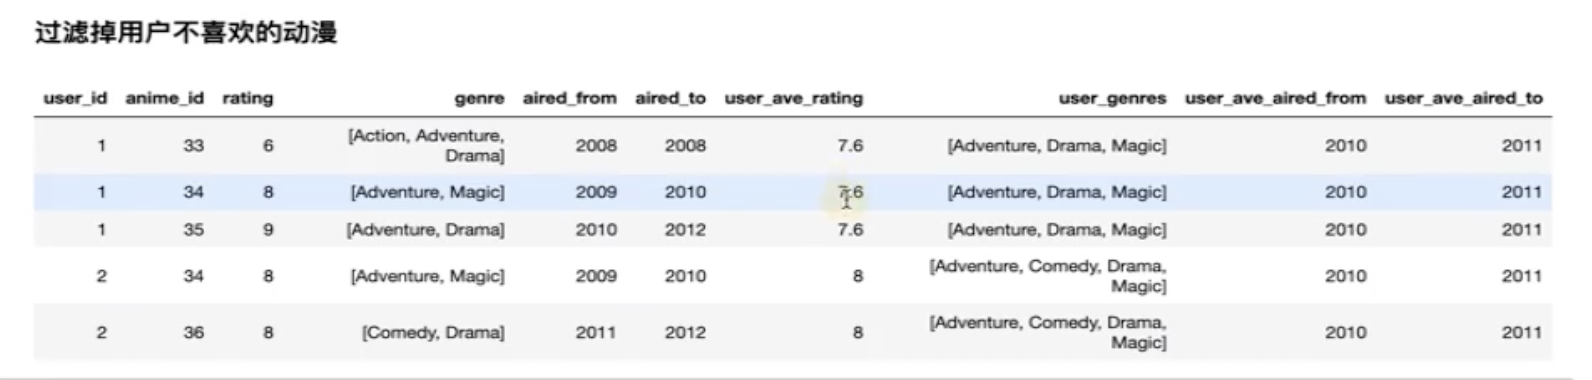 过滤掉用户不喜欢的动漫
user_id anime_id rating genre aired_from aired_to user_ave_rating user_genres user_ave_aired_from user_ave_aired_to
1 33 6 [Action, Adventure, Drama] 2008 2008 7.6 [Adventure, Drama, Magic] 2010 2011
1 34 8 [Adventure, Magic] 2009 2010 7.6 [Adventure, Drama, Magic] 2010 2011
1 35 9 [Adventure, Drama] 2010 2012 7.6 [Adventure, Drama, Magic] 2010 2011
2 34 8 [Adventure, Magic] 2009 2010 8 [Adventure, Comedy, Drama, Magic] 2010 2011
2 36 8 [Comedy, Drama] 2011 2012 8 [Adventure, Comedy, Drama, Magic] 2010 2011